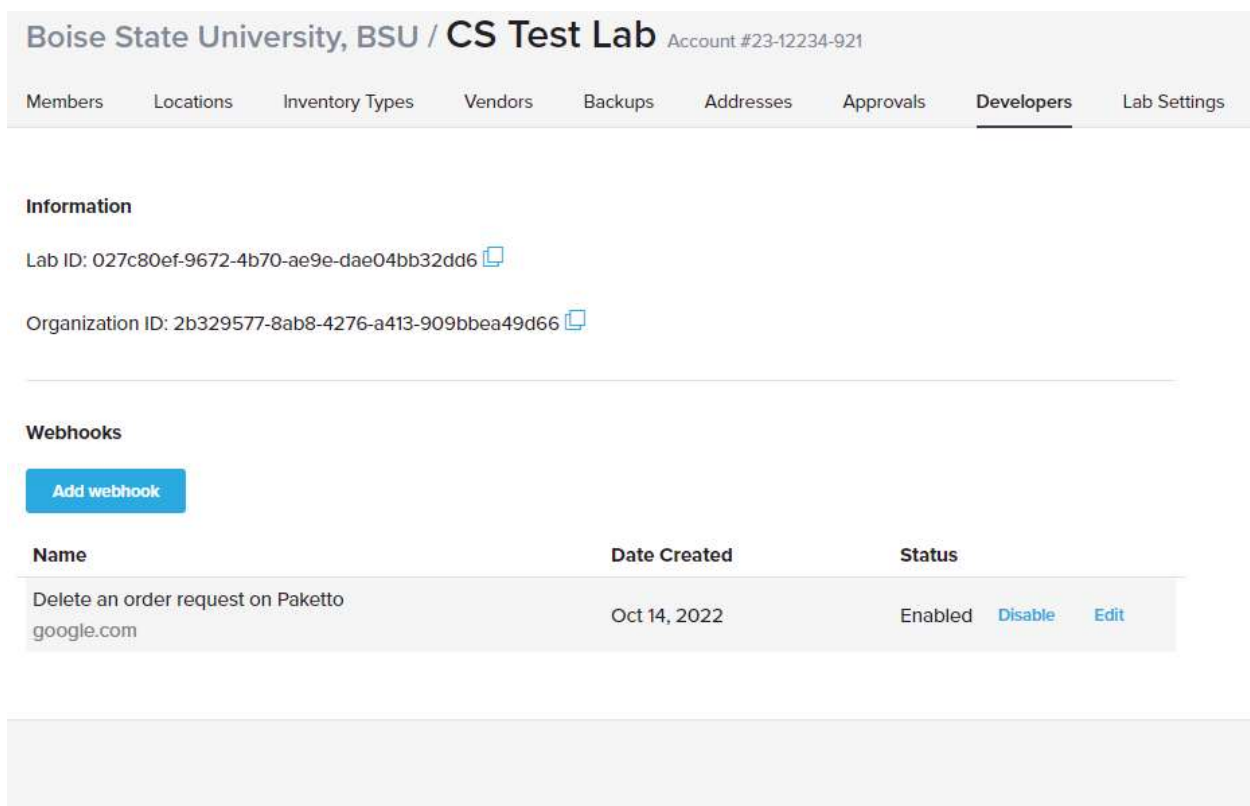 Boise State University, BSU / CS Test Lab Account #23-12234-921
Members Locations Inventory Types Vendors Backups Addresses Approvals Developers Lab Settings
Information
Lab ID: 027c80ef-9672-4b70-ae9e-dae04bb32dd6
Organization ID: 2b329577-8ab8-4276-a413-909bbea49d66
Webhooks
Add webhook
Name Date Created Status
Delete an order request on Paketto
google.com
Oct 14, 2022 Enabled Disable Edit